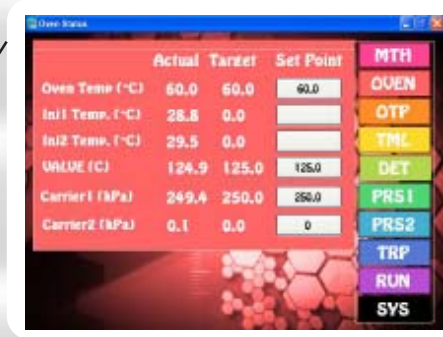 Oven Status
Actual Target Set Point
Oven Temp (°C) 60.0 60.0 60.0
Inj1 Temp. (°C) 28.8 0.0
Inj2 Temp. (°C) 29.5 0.0
VALVE (C) 124.9 125.0 125.0
Carrier1 (kPa) 249.4 250.0 250.0
Carrier2 (kPa) 0.1 0.0 0
MTH
OVEN
OTP
TML
DET
PRS1
PRS2
TRP
RUN
SYS